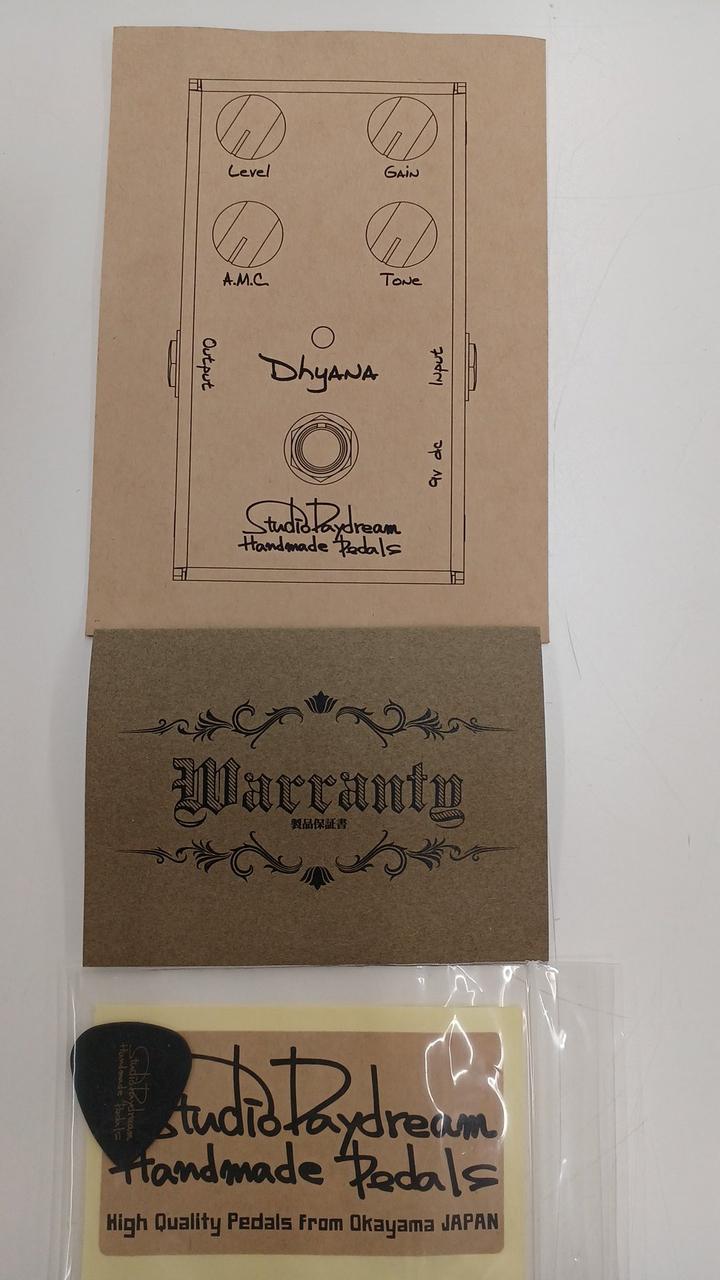 Level
GAIN
A.M.C
Tone
Output
DhyANA
Input
9v dc
StudioDaydream
Handmade Pedals
Warranty
製品保証書
StudioDaydream
Handmade Pedals
StudioDaydream
Handmade Pedals
High Quality Pedals From Okayama JAPAN